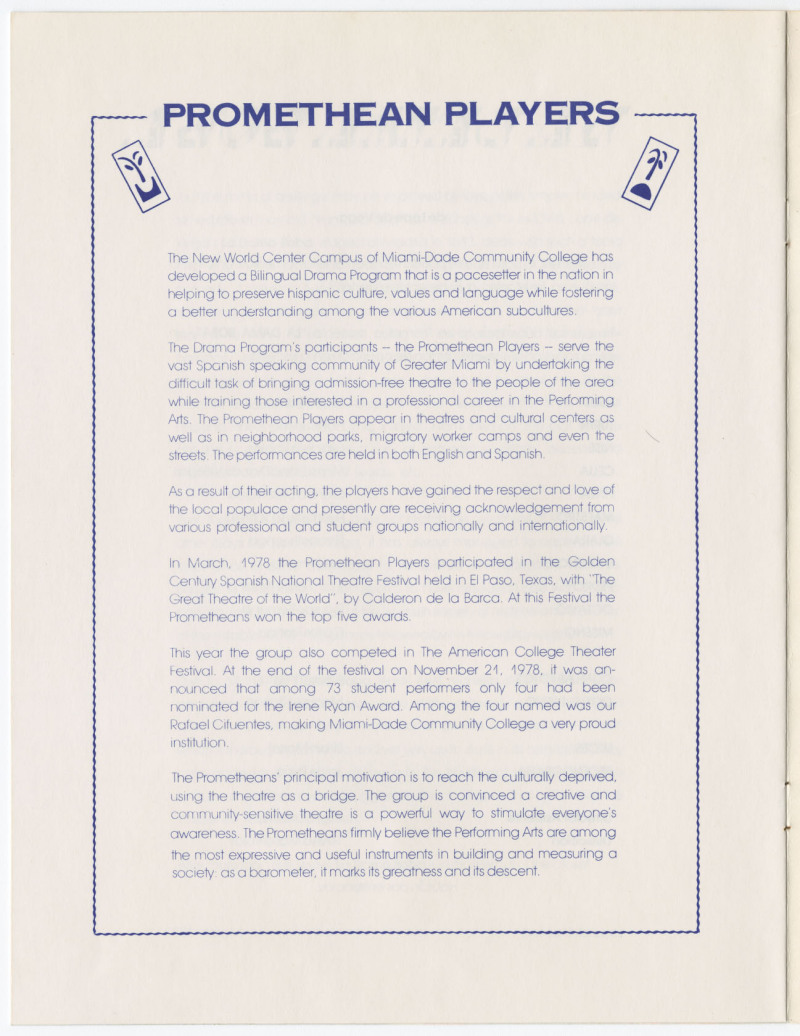 PROMETHEAN PLAYERS
The New World Center Campus of Miami-Dade Community College has
developed a Bilingual Drama Program that is a pacesetter in the nation in
helping to preserve hispanic culture, values and language while fostering
a better understanding among the various American subcultures.
The Drama Program's participants – the Promethean Players – serve the
vast Spanish speaking community of Greater Miami by undertaking the
difficult task of bringing admission-free theatre to the people of the area
while training those interested in a professional career in the Performing
Arts. The Promethean Players appear in theatres and cultural centers as
well as in neighborhood parks, migratory worker camps and even the
streets. The performances are held in both English and Spanish.
As a result of their acting, the players have gained the respect and love of
the local populace and presently are receiving acknowledgement from
various professional and student groups nationally and internationally.
In March, 1978 the Promethean Players participated in the Golden
Century Spanish National Theatre Festival held in El Paso, Texas, with "The
Great Theatre of the World", by Calderon de la Barca. At this Festival the
Prometheans won the top five awards.
This year the group also competed in The American College Theater
Festival. At the end of the festival on November 21, 1978, it was an-
nounced that among 73 student performers only four had been
nominated for the Irene Ryan Award. Among the four named was our
Rafael Cifuentes, making Miami-Dade Community College a very proud
institution.
The Prometheans' principal motivation is to reach the culturally deprived,
using the theatre as a bridge. The group is convinced a creative and
community-sensitive theatre is a powerful way to stimulate everyone's
awareness. The Prometheans firmly believe the Performing Arts are among
the most expressive and useful instruments in building and measuring a
society: as a barometer, it marks its greatness and its descent.